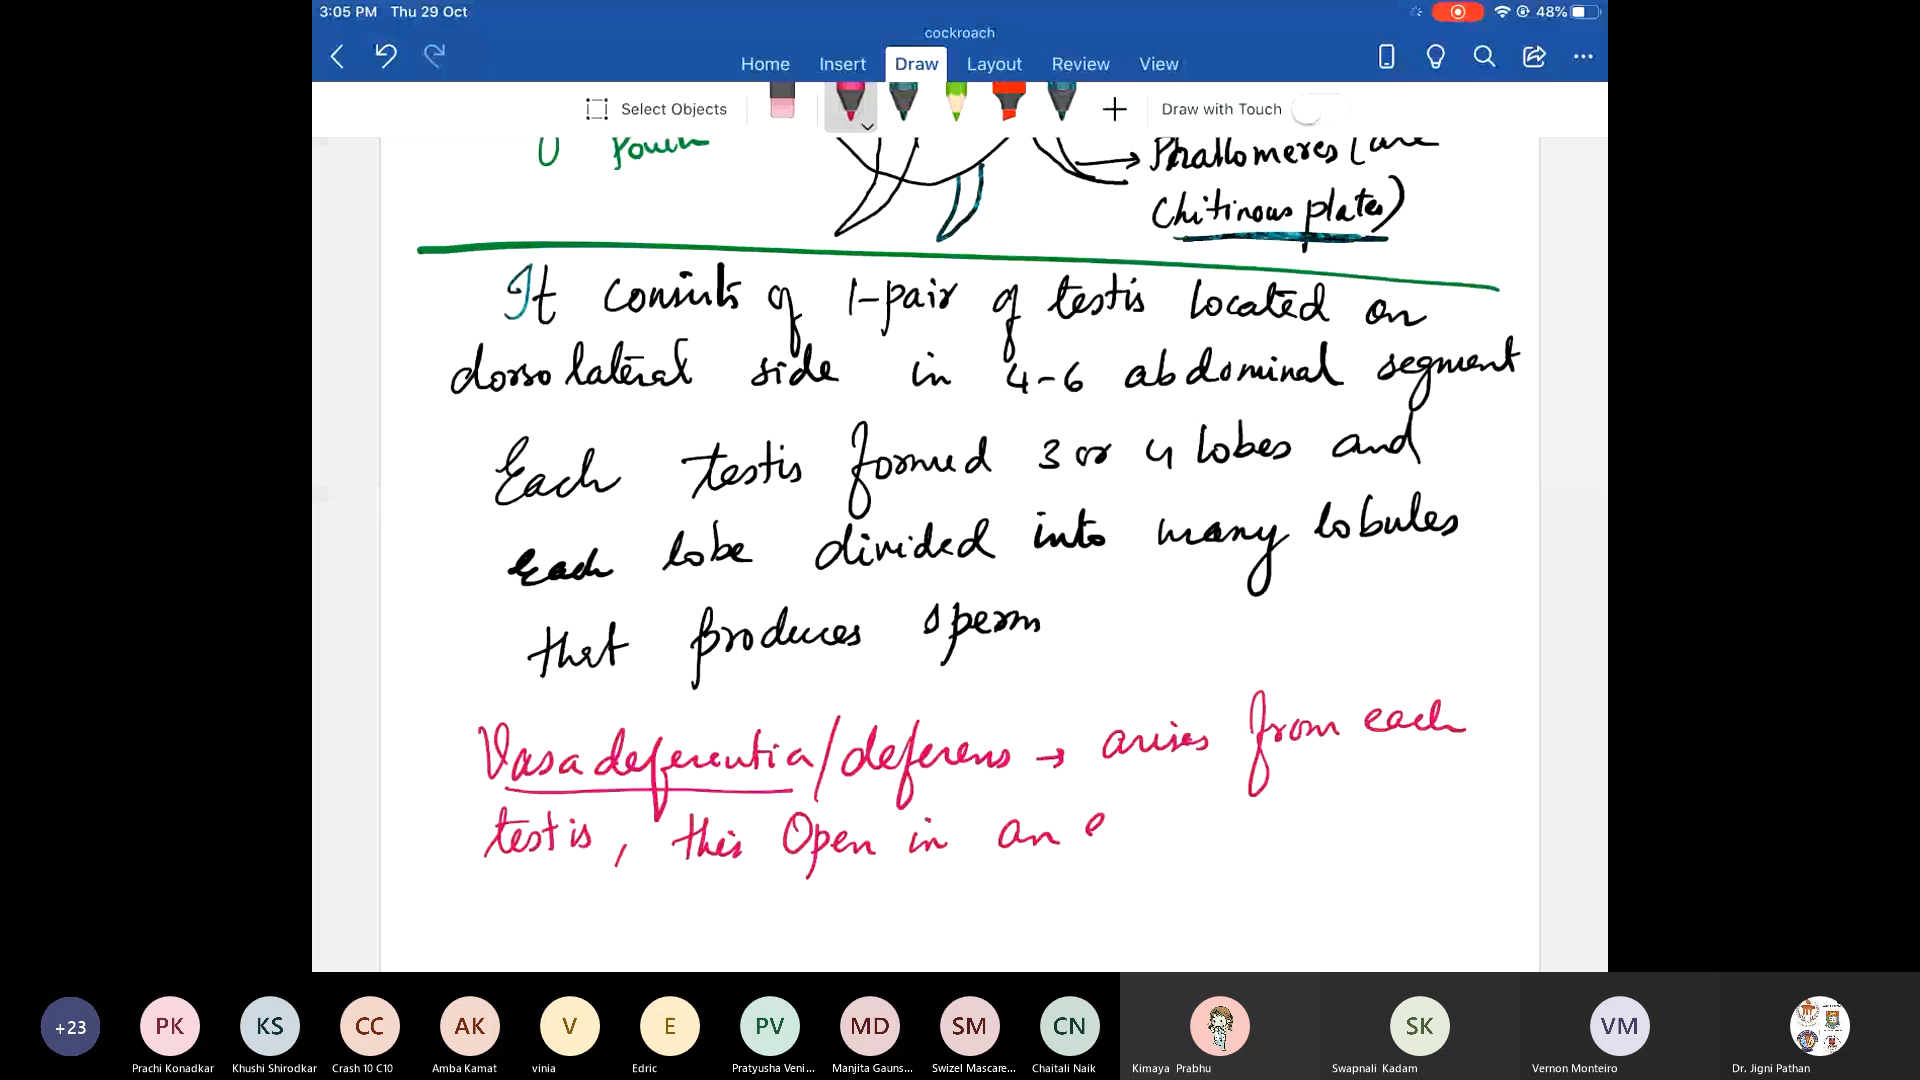 3:05 PM Thu 29 Oct
48%
cockroach
Home Insert Draw Layout Review View
Select Objects
Draw with Touch
Phallomeres (are
chitinous plates)
It consists of 1-pair of testis located on
dorsolateral side in 4-6 abdominal segment
Each testis formed 3 or 4 lobes and
each lobe divided into many lobules
that produces sperm
Vasa deferentia/deferens → arises from each
testis, this Open in an e
+23 PK KS CC AK V E PV MD SM CN SK VM
Prachi Konadkar Khushi Shirodkar Crash 10 C10 Amba Kamat vinia Edric Pratyusha Veni... Manjita Gauns... Swizel Mascare... Chaitali Naik Kimaya Prabhu Swapnali Kadam Vernon Monteiro Dr. Jigni Pathan